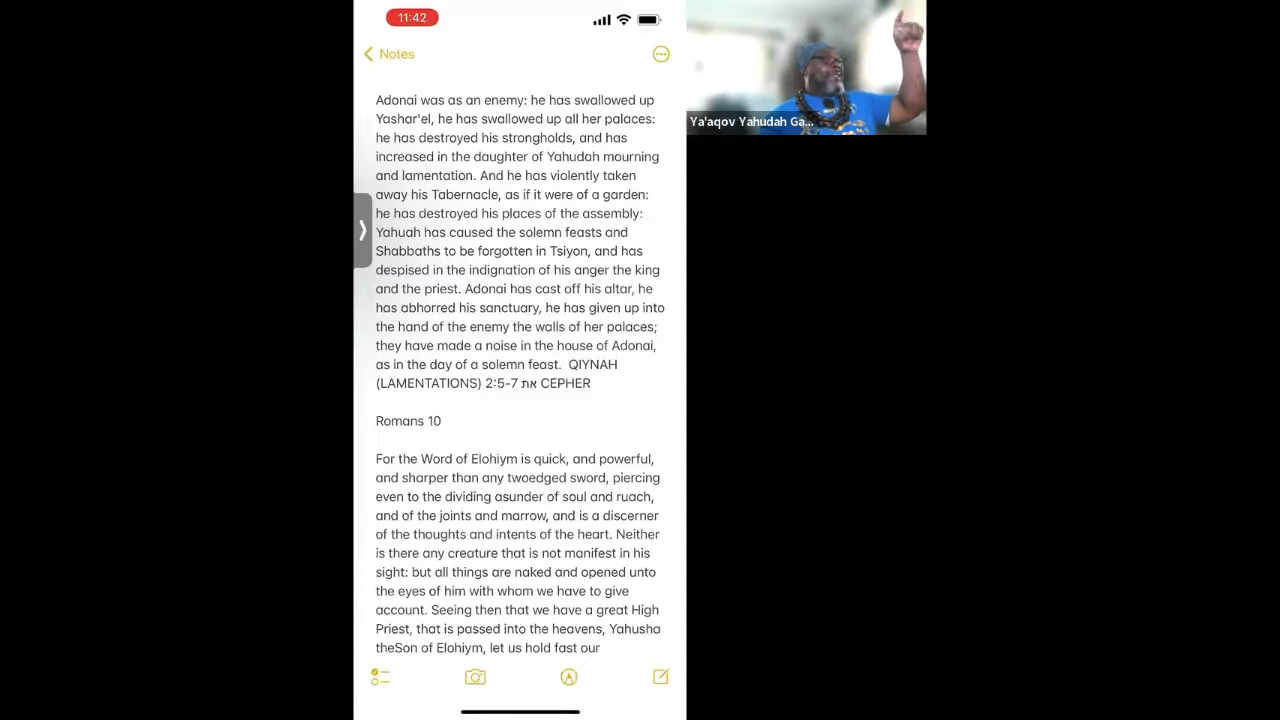 11:42
Notes
Adonai was as an enemy: he has swallowed up
Yashar'el, he has swallowed up all her palaces:
he has destroyed his strongholds, and has
increased in the daughter of Yahudah mourning
and lamentation. And he has violently taken
away his Tabernacle, as if it were of a garden:
he has destroyed his places of the assembly:
Yahuah has caused the solemn feasts and
Shabbaths to be forgotten in Tsiyon, and has
despised in the indignation of his anger the king
and the priest. Adonai has cast off his altar, he
has abhorred his sanctuary, he has given up into
the hand of the enemy the walls of her palaces;
they have made a noise in the house of Adonai,
as in the day of a solemn feast. QIYNAH
(LAMENTATIONS) 2:5-7 את CEPHER
Romans 10
For the Word of Elohiym is quick, and powerful,
and sharper than any twoedged sword, piercing
even to the dividing asunder of soul and ruach,
and of the joints and marrow, and is a discerner
of the thoughts and intents of the heart. Neither
is there any creature that is not manifest in his
sight: but all things are naked and opened unto
the eyes of him with whom we have to give
account. Seeing then that we have a great High
Priest, that is passed into the heavens, Yahusha
theSon of Elohiym, let us hold fast our
Ya'aqov Yahudah Ga...